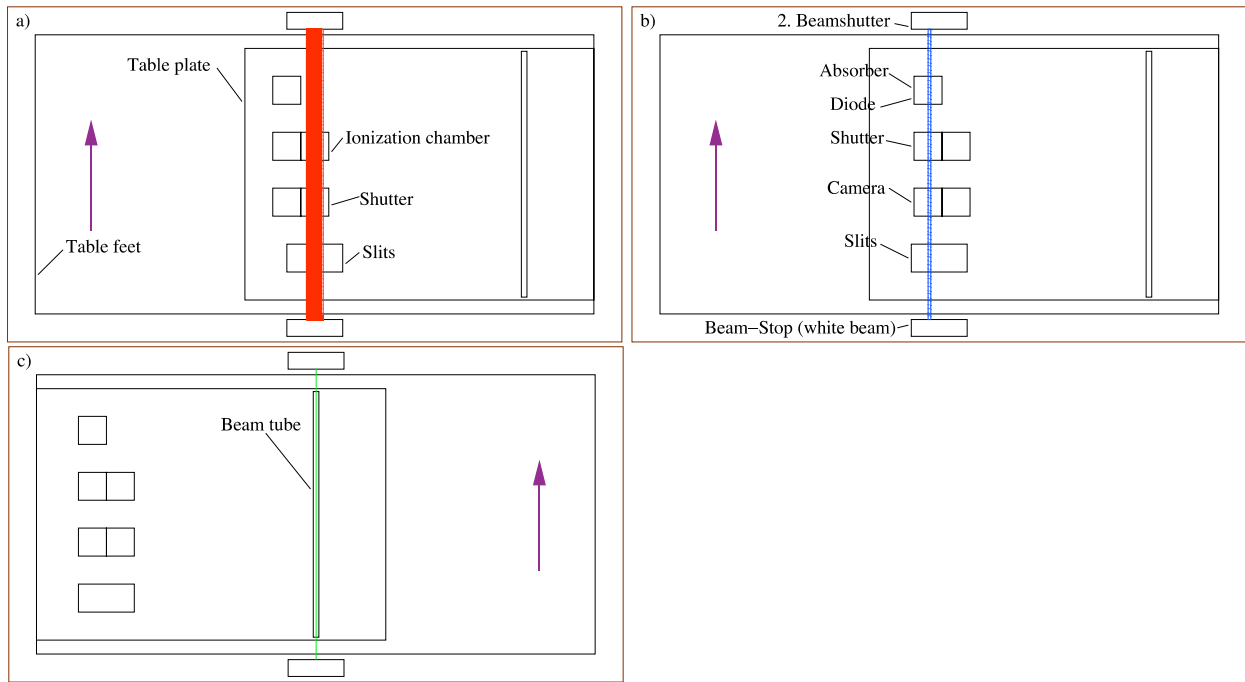 a)
Table plate
Ionization chamber
Shutter
Table feet
Slits
b)
2. Beamshutter
Absorber
Diode
Shutter
Camera
Slits
Beam−Stop (white beam)
c)
Beam tube